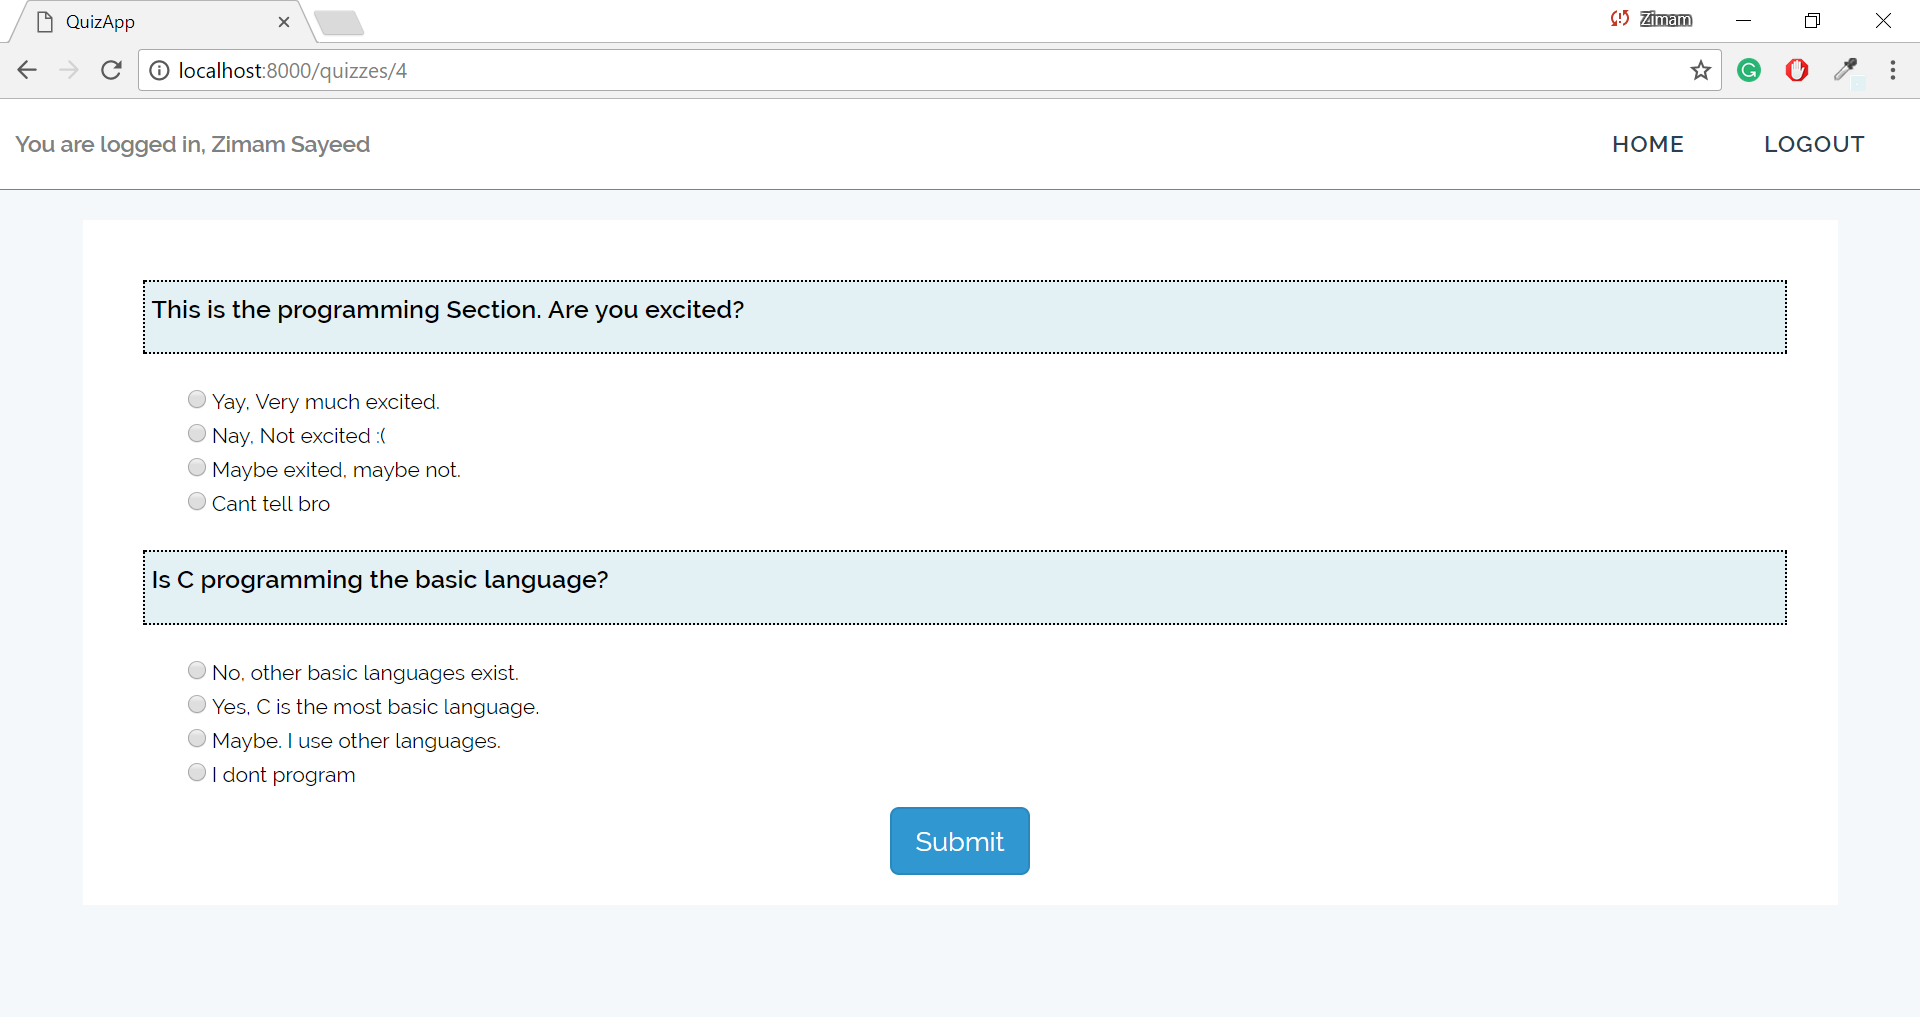 QuizApp
Zimam
localhost:8000/quizzes/4
You are logged in, Zimam Sayeed
HOME
LOGOUT
This is the programming Section. Are you excited?
Yay, Very much excited.
Nay, Not excited :(
Maybe exited, maybe not.
Cant tell bro
Is C programming the basic language?
No, other basic languages exist.
Yes, C is the most basic language.
Maybe. I use other languages.
I dont program
Submit